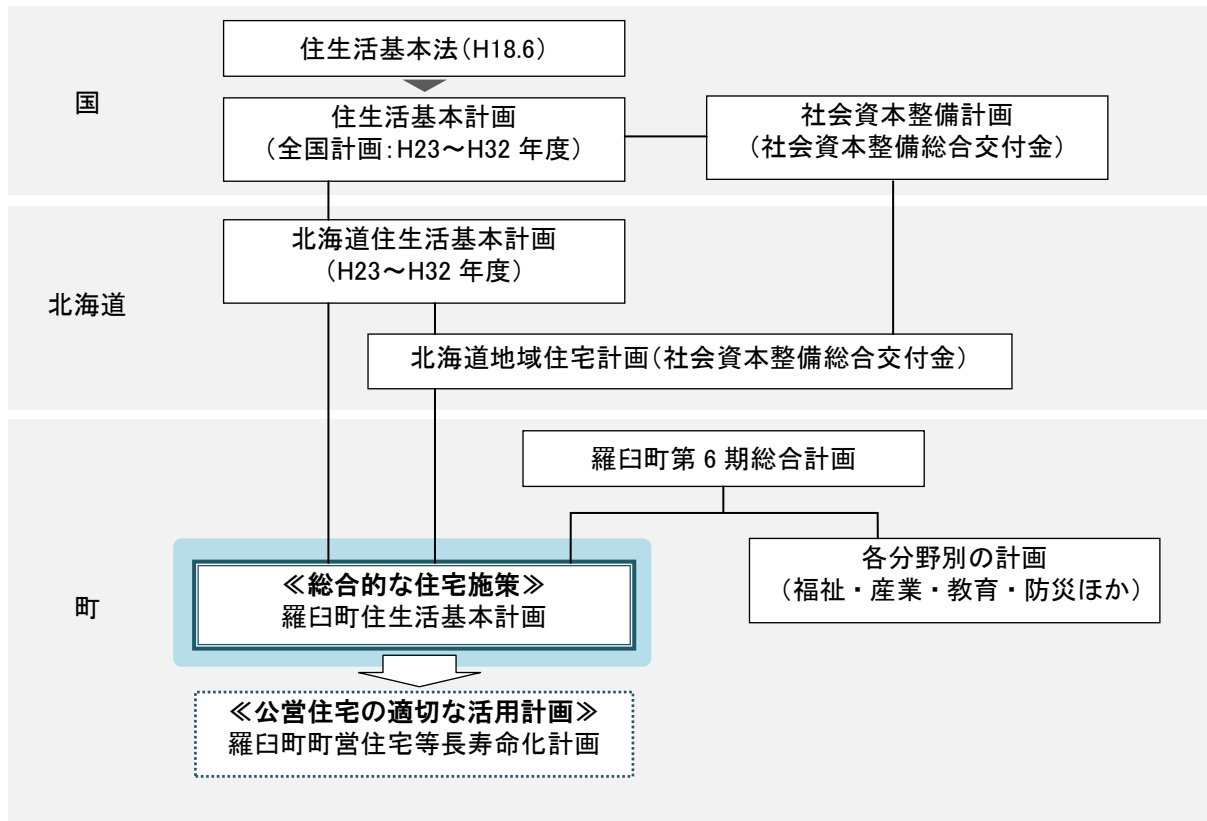 国
住生活基本法(H18.6)
住生活基本計画
(全国計画:H23～H32 年度)
社会資本整備計画
(社会資本整備総合交付金)
北海道
北海道住生活基本計画
(H23～H32 年度)
北海道地域住宅計画(社会資本整備総合交付金)
町
羅臼町第 6 期総合計画
各分野別の計画
(福祉・産業・教育・防災ほか)
≪総合的な住宅施策≫
羅臼町住生活基本計画
≪公営住宅の適切な活用計画≫
羅臼町町営住宅等長寿命化計画